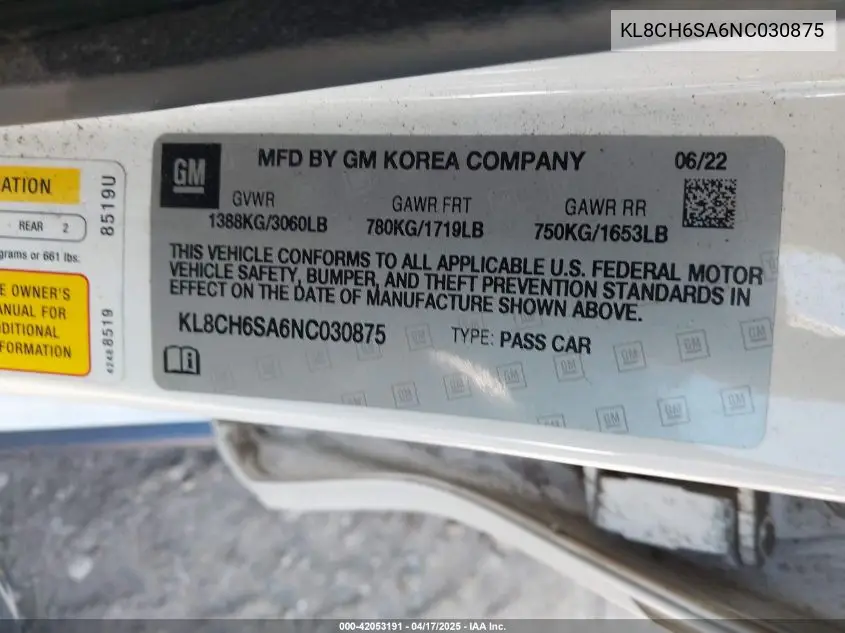 KL8CH6SA6NC030875
GM
MFD BY GM KOREA COMPANY
06/22
GVWR
1388KG/3060LB
GAWR FRT
780KG/1719LB
GAWR RR
750KG/1653LB
THIS VEHICLE CONFORMS TO ALL APPLICABLE U.S. FEDERAL MOTOR
VEHICLE SAFETY, BUMPER, AND THEFT PREVENTION STANDARDS IN
EFFECT ON THE DATE OF MANUFACTURE SHOWN ABOVE.
KL8CH6SA6NC030875
TYPE: PASS CAR
ATION
REAR 2
grams or 661 lbs.
E OWNER'S
ANUAL FOR
DDITIONAL
FORMATION
8519U
42488519
000-42053191 - 04/17/2025 - IAA Inc.